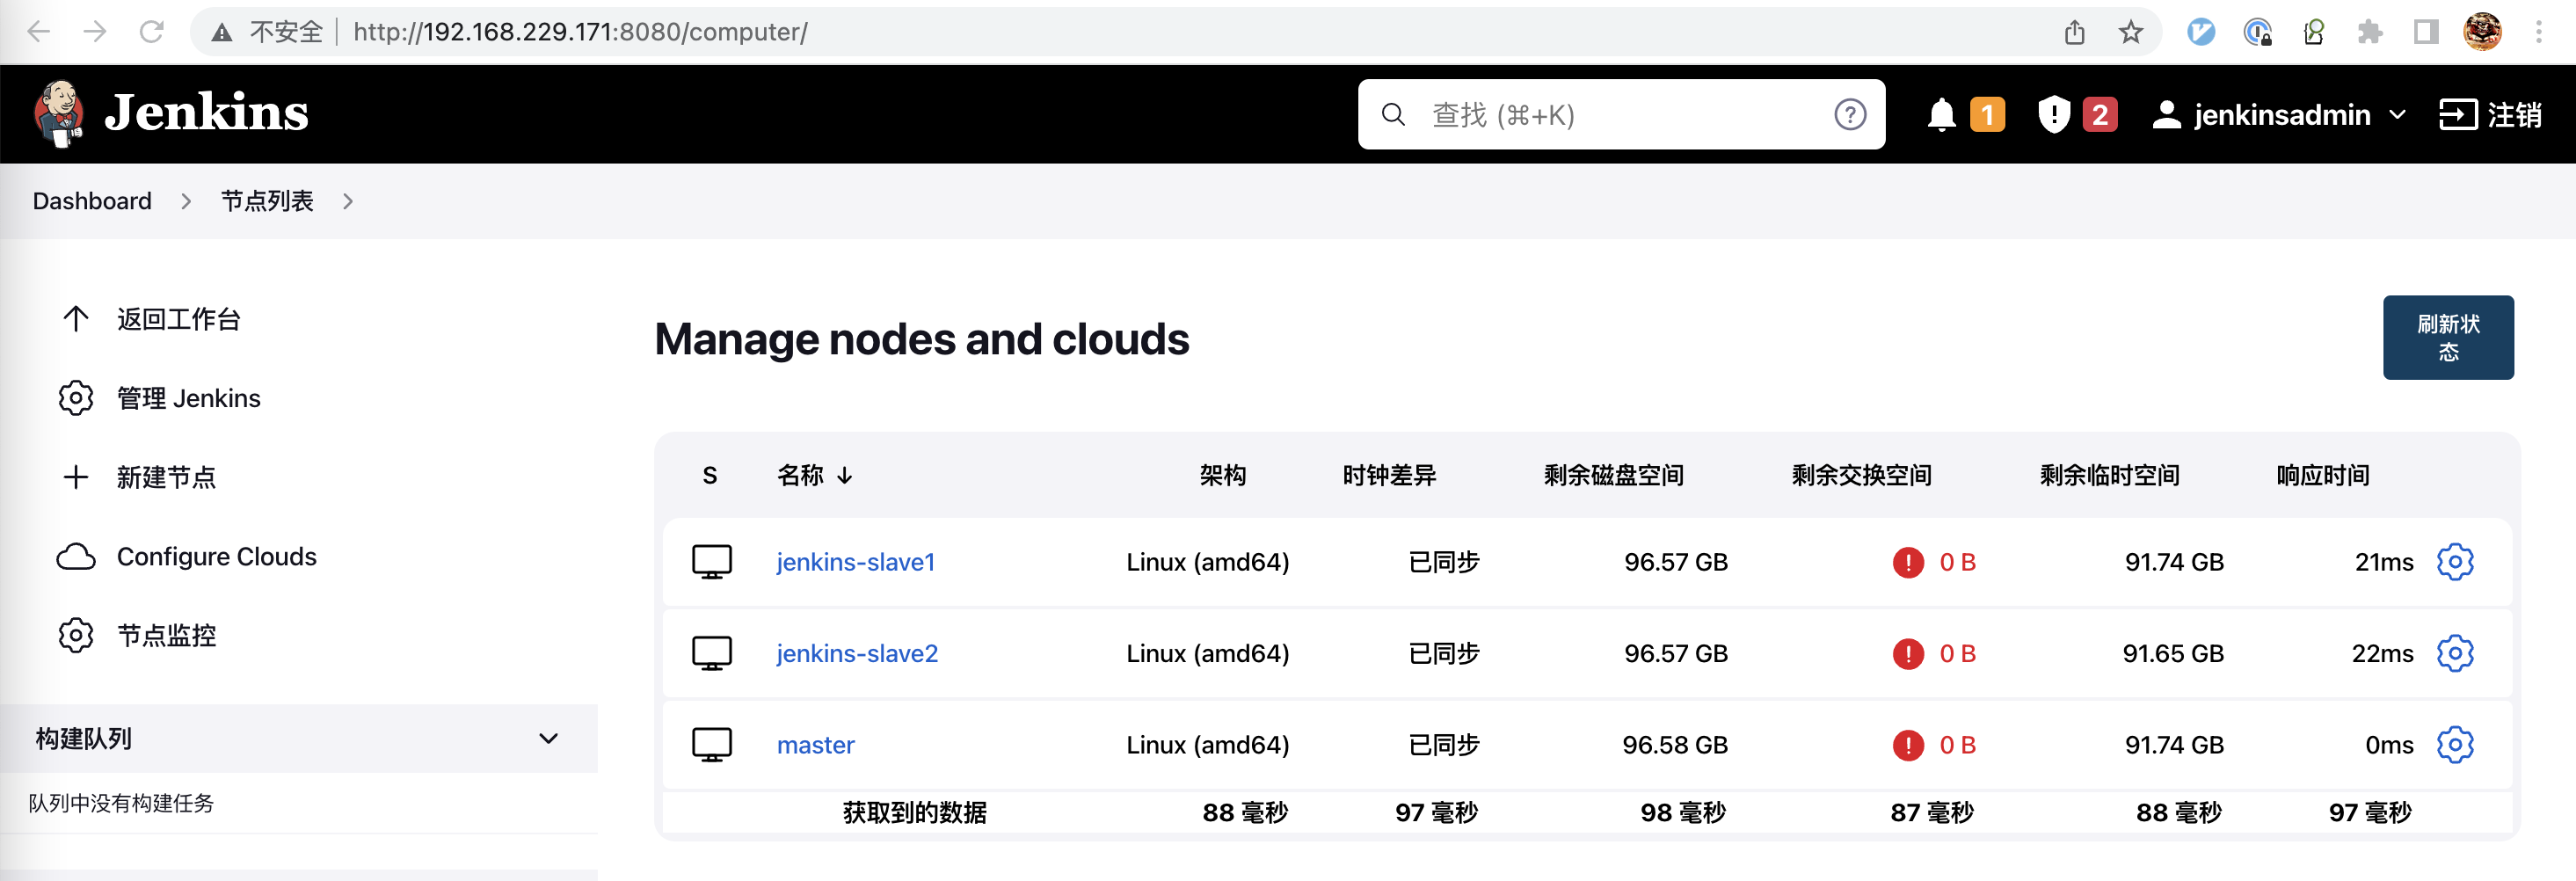 不安全 http://192.168.229.171:8080/computer/
Jenkins
查找 (⌘+K)
1
2
jenkinsadmin
注销
Dashboard
节点列表
返回工作台
管理 Jenkins
新建节点
Configure Clouds
节点监控
构建队列
队列中没有构建任务
Manage nodes and clouds
刷新状
态
S 名称 ↓ 架构 时钟差异 剩余磁盘空间 剩余交换空间 剩余临时空间 响应时间
jenkins-slave1 Linux (amd64) 已同步 96.57 GB 0 B 91.74 GB 21ms
jenkins-slave2 Linux (amd64) 已同步 96.57 GB 0 B 91.65 GB 22ms
master Linux (amd64) 已同步 96.58 GB 0 B 91.74 GB 0ms
获取到的数据 88 毫秒 97 毫秒 98 毫秒 87 毫秒 88 毫秒 97 毫秒